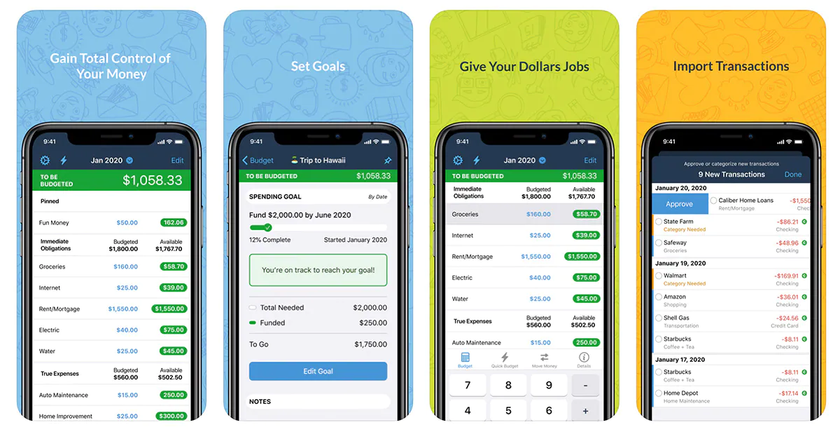 Gain Total Control of
Your Money
9:41
Jan 2020
Edit
TO BE
BUDGETED
$1,058.33
Pinned
Fun Money $50.00 162.06
Immediate Budgeted Available
Obligations $1,800.00 $1,767.70
Groceries $160.00 $58.70
Internet $25.00 $39.00
Rent/Mortgage $1,550.00 $1,550.00
Electric $40.00 $75.00
Water $25.00 $45.00
True Expenses Budgeted Available
$560.00 $502.50
Auto Maintenance $15.00 250.00
Home Improvement $25.00 $300.00
Set Goals
9:41
Budget Trip to Hawaii
TO BE BUDGETED $1,058.33
SPENDING GOAL By Date
Fund $2,000.00 by June 2020
12% Complete Started January 2020
You're on track to reach your goal!
Total Needed $2,000.00
Funded $250.00
To Go $1,750.00
Edit Goal
NOTES
Give Your Dollars Jobs
9:41
Jan 2020 Edit
TO BE BUDGETED $1,058.33
Immediate Budgeted Available
Obligations $1,800.00 $1,767.70
Groceries $160.00 $58.70
Internet $25.00 $39.00
Rent/Mortgage $1,550.00 $1,550.00
Electric $40.00 $75.00
Water $25.00 $45.00
True Expenses Budgeted Available
$560.00 $502.50
Auto Maintenance $15.00 250.00
Budget Quick Budget Move Money Details
7 8 9 -
4 5 6 +
Import Transactions
9:41
Approve or categorize new transactions
9 New Transactions Done
January 20, 2020
Approve Caliber Home Loans -$1,550
Rent/Mortgage Chec
State Farm -$86.21
Category Needed Checking
Safeway -$48.96
Groceries Checking
January 19, 2020
Walmart -$169.91
Category Needed Checking
Amazon -$36.01
Shopping Checking
Shell Gas -$24.56
Transportation Credit Card
Starbucks -$8.11
Coffee + Tea Checking
January 17, 2020
Starbucks -$8.11
Coffee + Tea Checking
Home Depot -$17.14
Home Maintenance Checking